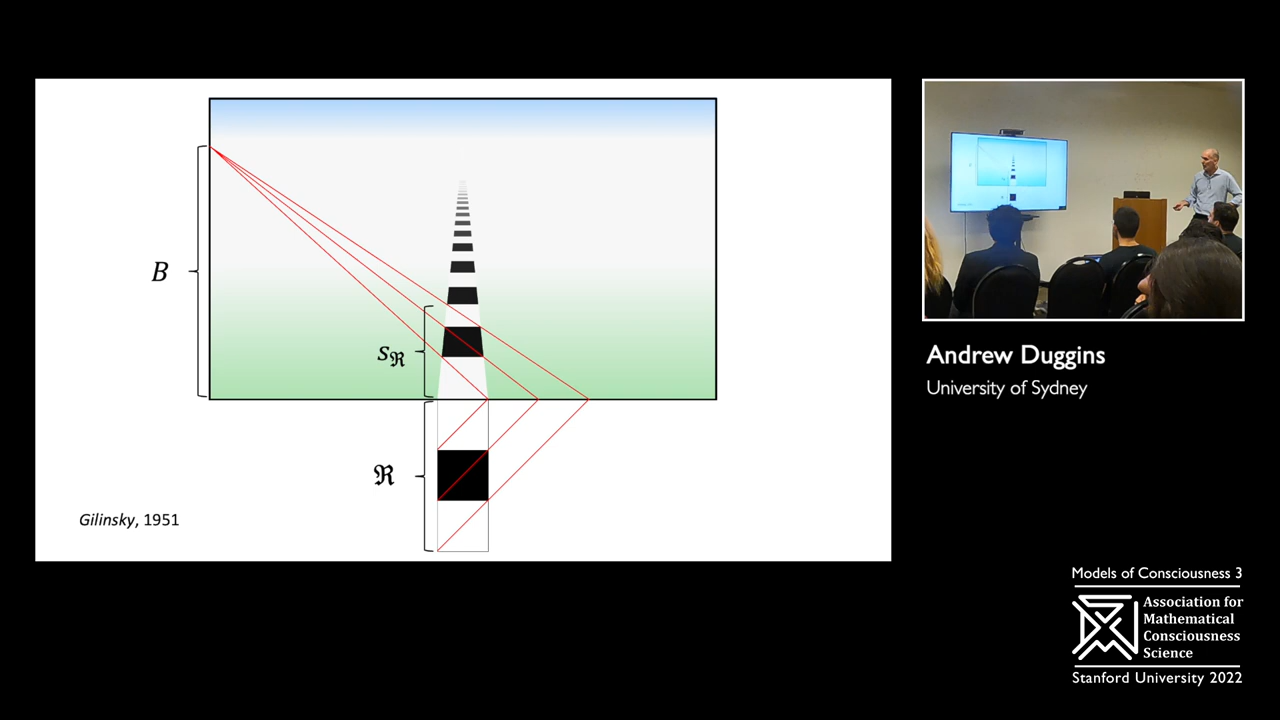 B
s_ℜ
ℜ
Gilinsky, 1951
Andrew Duggins
University of Sydney
Models of Consciousness 3
Association for
Mathematical
Consciousness
Science
Stanford University 2022